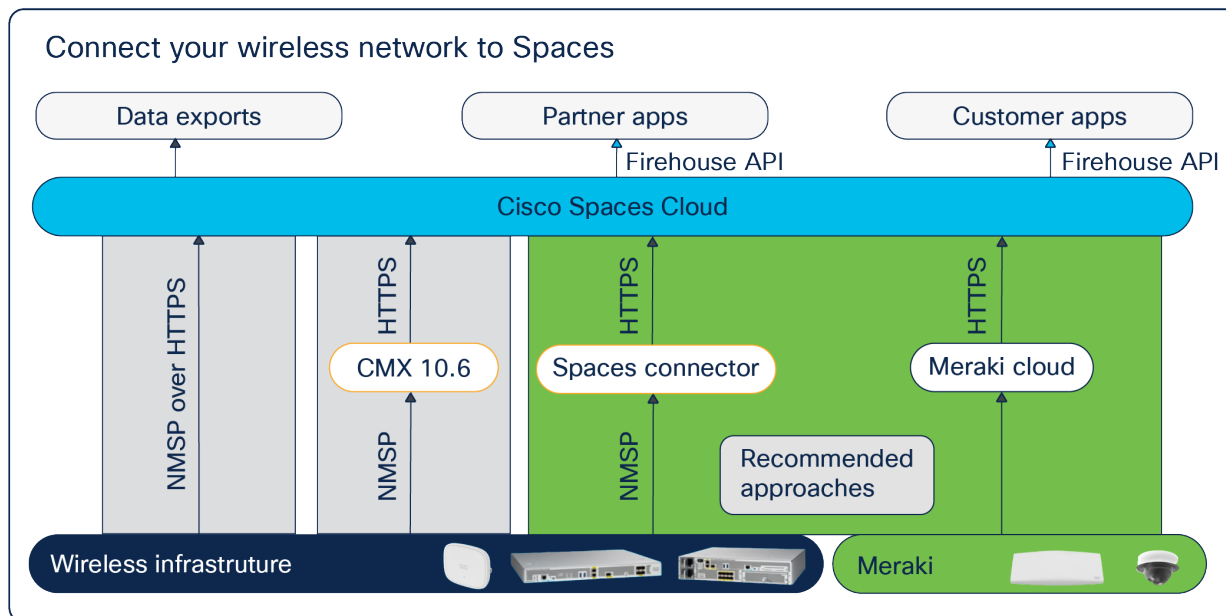 Connect your wireless network to Spaces
Data exports
Partner apps
Customer apps
Firehouse API
Firehouse API
Cisco Spaces Cloud
NMSP over HTTPS
HTTPS
HTTPS
HTTPS
CMX 10.6
Spaces connector
Meraki cloud
NMSP
NMSP
Recommended
approaches
Wireless infrastruture
Meraki